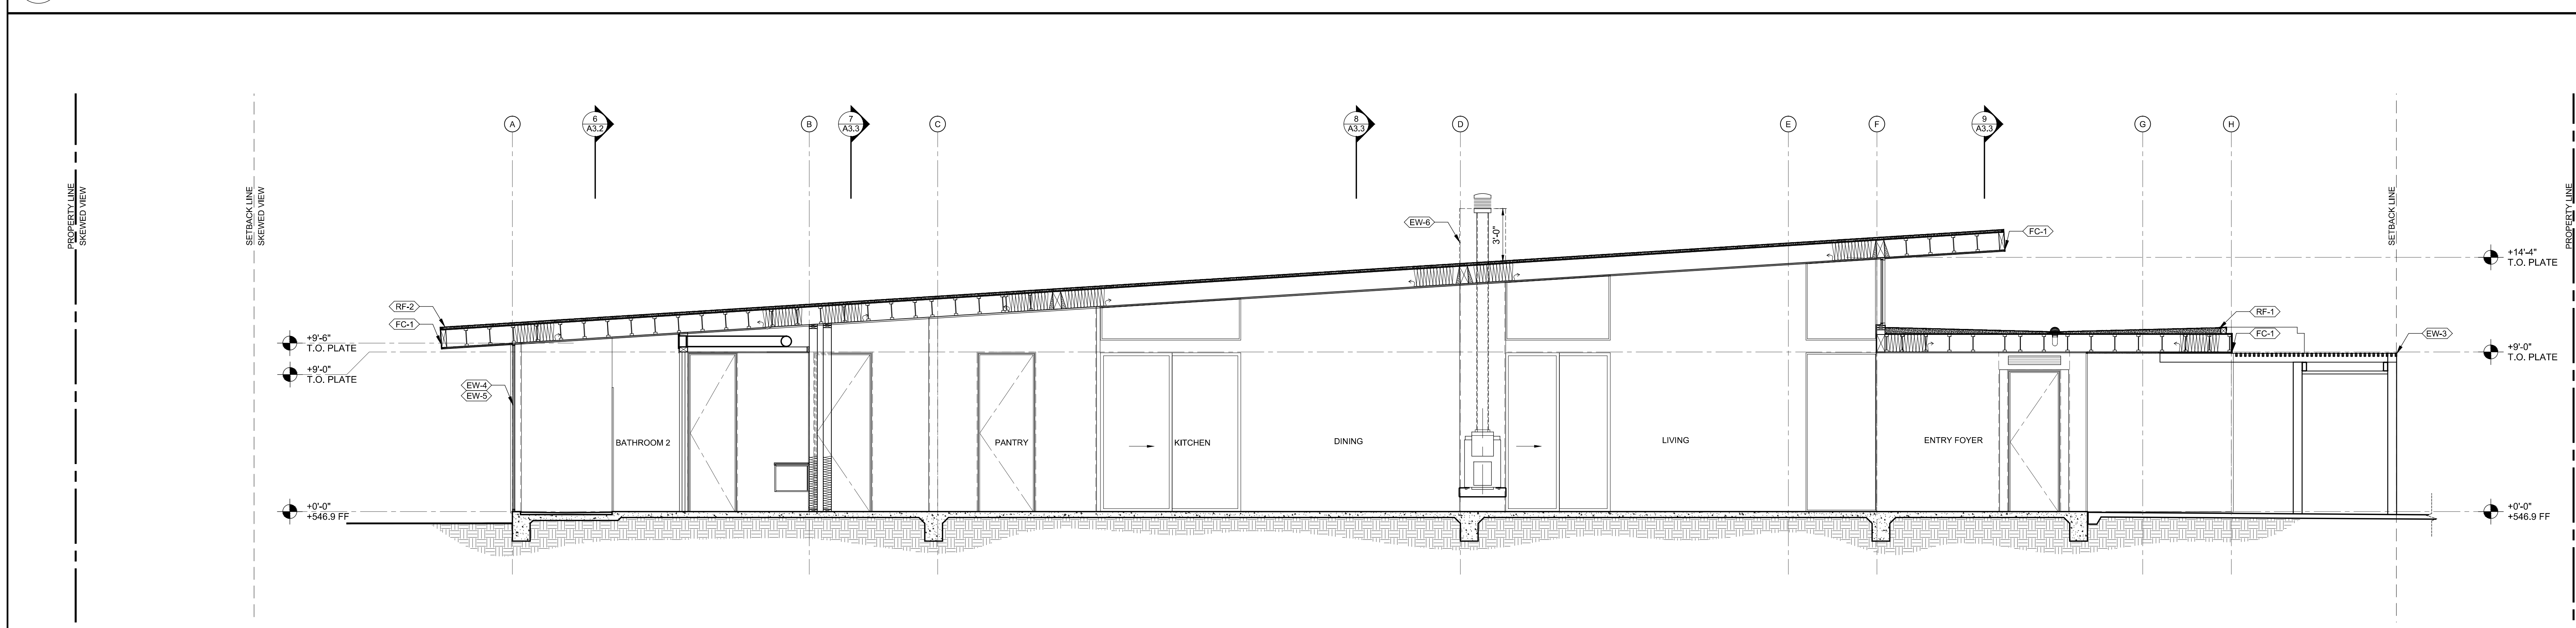 A
6
A3.2
B
7
A3.3
C
8
A3.3
D
E
F
9
A3.3
G
H
PROPERTY LINE
SKEWED VIEW
SETBACK LINE
SKEWED VIEW
SETBACK LINE
PROPERTY LINE
EW-6
3'-0"
FC-1
+14'-4"
T.O. PLATE
RF-2
FC-1
RF-1
FC-1
EW-3
+9'-6"
T.O. PLATE
+9'-0"
T.O. PLATE
+9'-0"
T.O. PLATE
EW-4
EW-5
BATHROOM 2
PANTRY
KITCHEN
DINING
LIVING
ENTRY FOYER
+0'-0"
+546.9 FF
+0'-0"
+546.9 FF